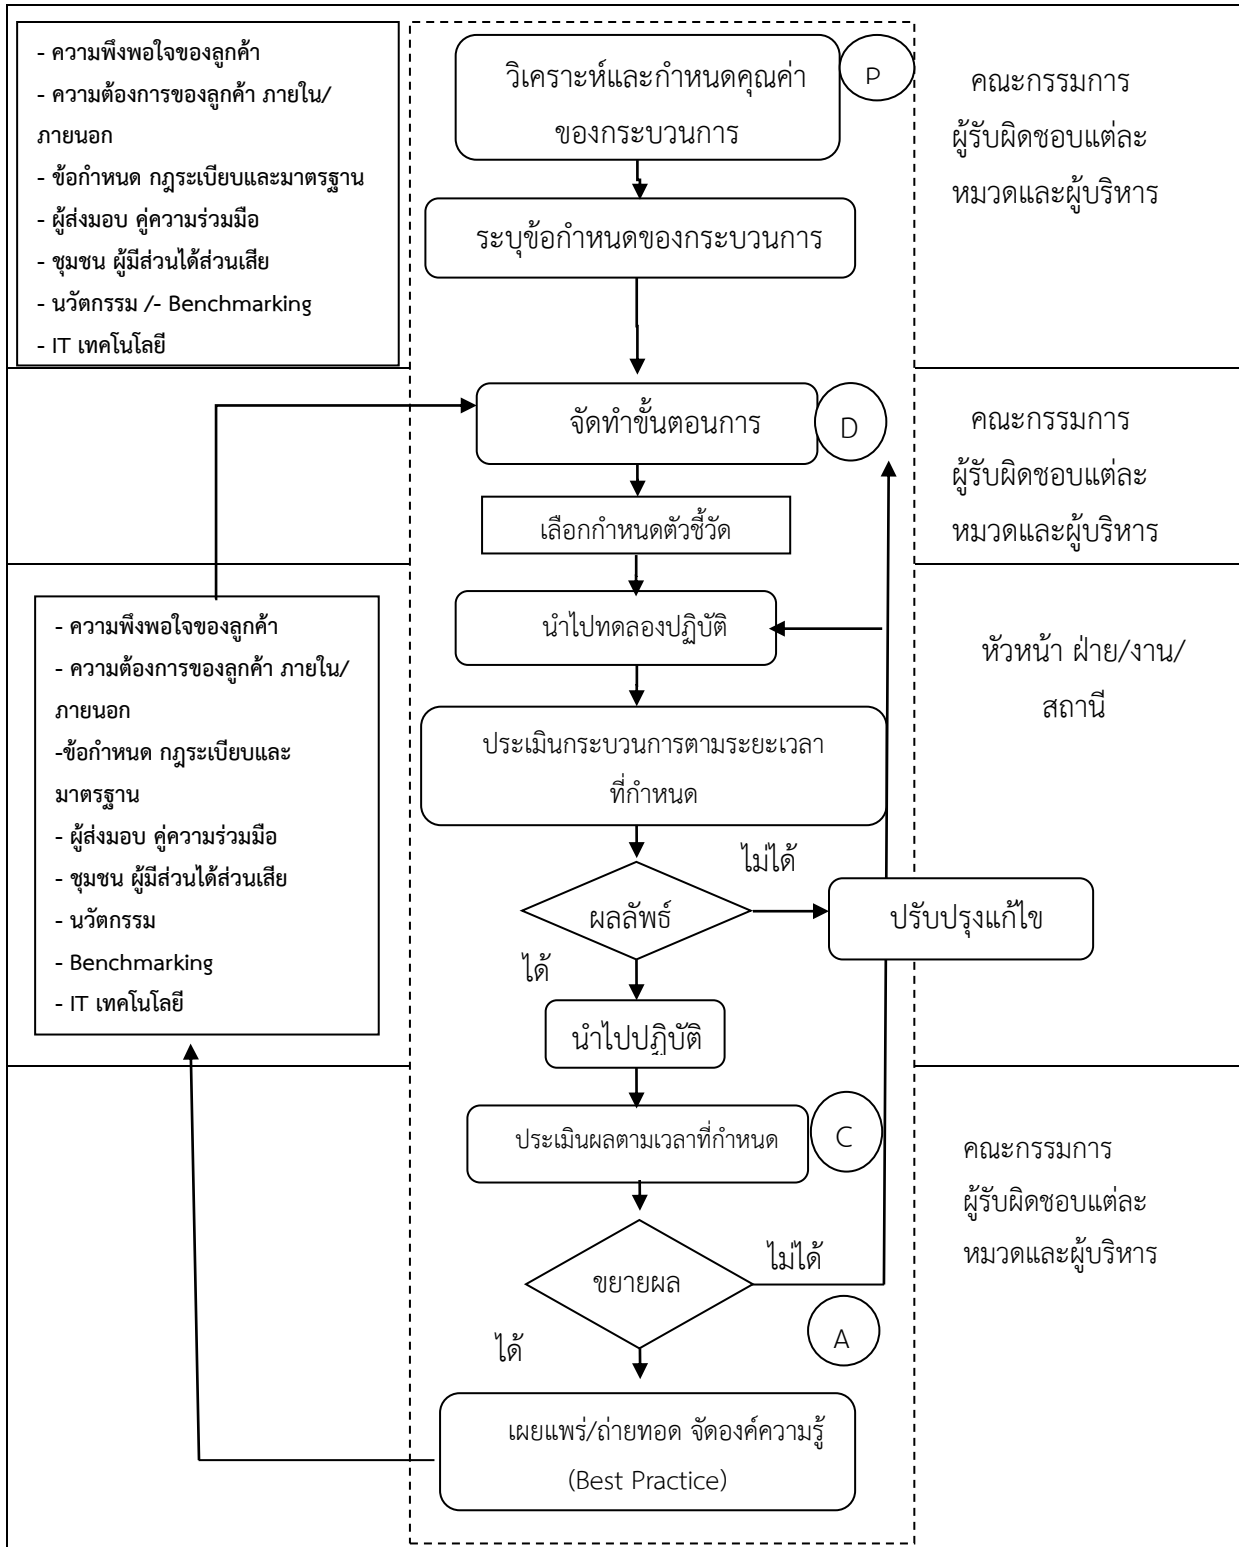 - ความพึงพอใจของลูกค้า
- ความต้องการของลูกค้า ภายใน/
ภายนอก
- ข้อกำหนด กฎระเบียบและมาตรฐาน
- ผู้ส่งมอบ คู่ความร่วมมือ
- ชุมชน ผู้มีส่วนได้ส่วนเสีย
- นวัตกรรม /- Benchmarking
- IT เทคโนโลยี
วิเคราะห์และกำหนดคุณค่า
ของกระบวนการ
P
คณะกรรมการ
ผู้รับผิดชอบแต่ละ
หมวดและผู้บริหาร
ระบุข้อกำหนดของกระบวนการ
จัดทำขั้นตอนการ
D
คณะกรรมการ
ผู้รับผิดชอบแต่ละ
หมวดและผู้บริหาร
เลือกกำหนดตัวชี้วัด
- ความพึงพอใจของลูกค้า
- ความต้องการของลูกค้า ภายใน/
ภายนอก
-ข้อกำหนด กฎระเบียบและ
มาตรฐาน
- ผู้ส่งมอบ คู่ความร่วมมือ
- ชุมชน ผู้มีส่วนได้ส่วนเสีย
- นวัตกรรม
- Benchmarking
- IT เทคโนโลยี
นำไปทดลองปฏิบัติ
หัวหน้า ฝ่าย/งาน/
สถานี
ประเมินกระบวนการตามระยะเวลา
ที่กำหนด
ไม่ได้
ผลลัพธ์
ปรับปรุงแก้ไข
ได้
นำไปปฏิบัติ
ประเมินผลตามเวลาที่กำหนด
C
คณะกรรมการ
ผู้รับผิดชอบแต่ละ
หมวดและผู้บริหาร
ไม่ได้
ขยายผล
A
ได้
เผยแพร่/ถ่ายทอด จัดองค์ความรู้
(Best Practice)